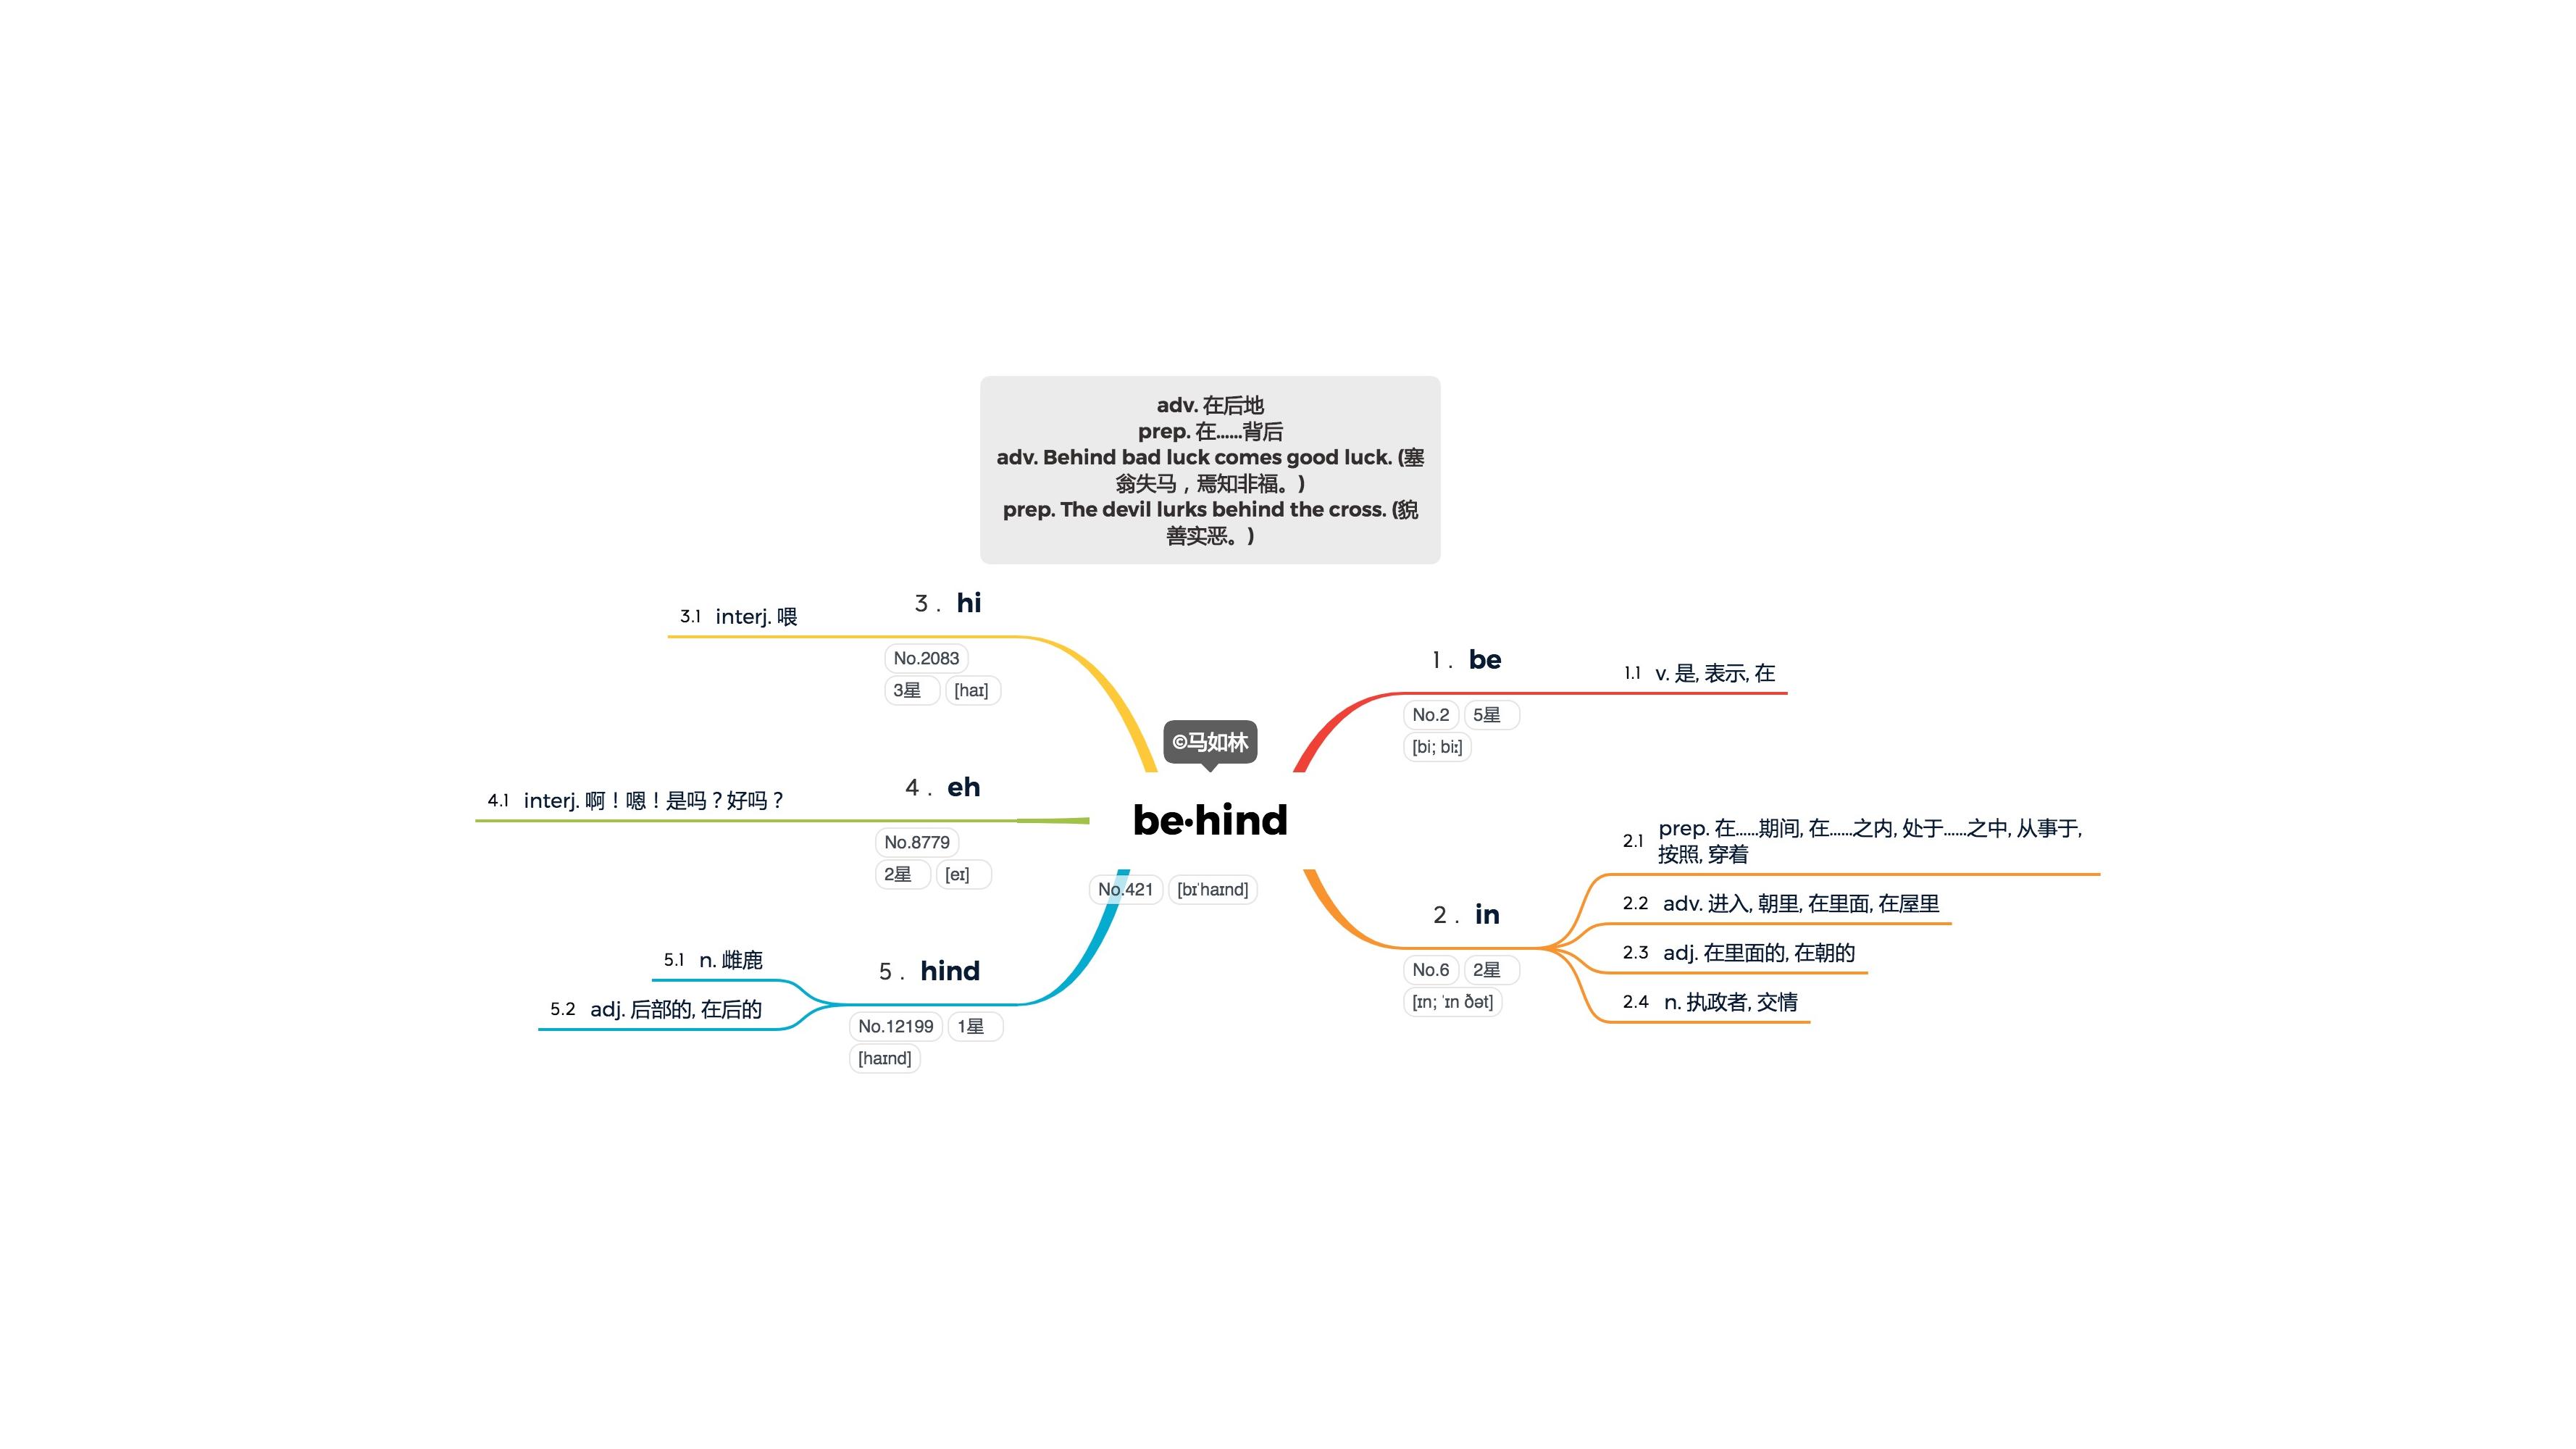 adv. 在后地
prep. 在......背后
adv. Behind bad luck comes good luck. (塞
翁失马，焉知非福。)
prep. The devil lurks behind the cross. (貌
善实恶。)
©马如林
be·hind
No.421 [bɪˈhaɪnd]
1. be
No.2 5星
[bi; biː]
1.1 v. 是, 表示, 在
2. in
No.6 2星
[ɪn; ˈɪn ðət]
2.1 prep. 在......期间, 在......之内, 处于......之中, 从事于,
按照, 穿着
2.2 adv. 进入, 朝里, 在里面, 在屋里
2.3 adj. 在里面的, 在朝的
2.4 n. 执政者, 交情
3. hi
No.2083
3星 [haɪ]
3.1 interj. 喂
4. eh
No.8779
2星 [eɪ]
4.1 interj. 啊！嗯！是吗？好吗？
5. hind
No.12199 1星
[haɪnd]
5.1 n. 雌鹿
5.2 adj. 后部的, 在后的